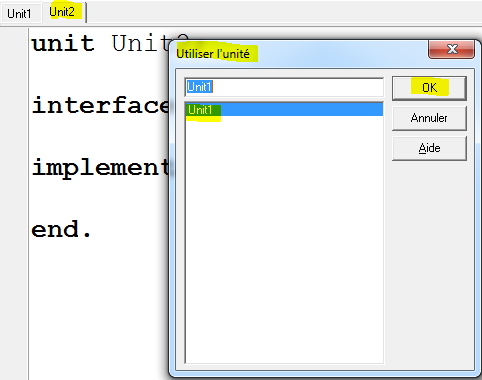 Unit1 Unit2
unit Unit2
Utiliser l'unité
Unit1
OK
interface
Unit1
Annuler
implement
Aide
end.